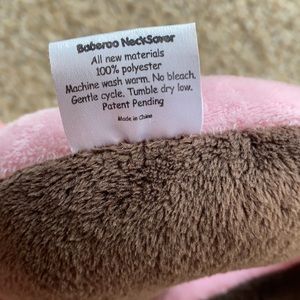 Baberoo NeckSaver
All new materials
100% polyester
Machine wash warm. No bleach.
Gentle cycle. Tumble dry low.
Patent Pending
Made in China